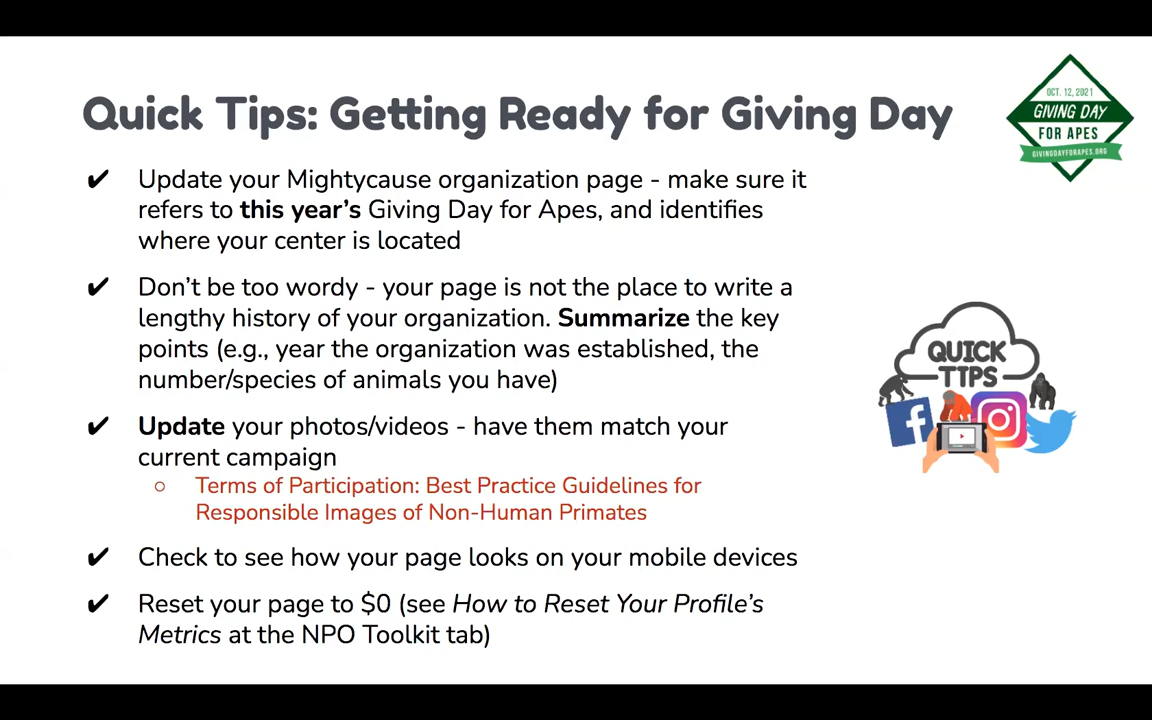 Quick Tips: Getting Ready for Giving Day
OCT. 12, 2021
GIVING DAY
FOR APES
GIVINGDAYFORAPES.ORG
✔ Update your Mightycause organization page - make sure it
refers to this year’s Giving Day for Apes, and identifies
where your center is located
✔ Don’t be too wordy - your page is not the place to write a
lengthy history of your organization. Summarize the key
points (e.g., year the organization was established, the
number/species of animals you have)
✔ Update your photos/videos - have them match your
current campaign
○ Terms of Participation: Best Practice Guidelines for
Responsible Images of Non-Human Primates
✔ Check to see how your page looks on your mobile devices
✔ Reset your page to $0 (see How to Reset Your Profile’s
Metrics at the NPO Toolkit tab)
QUICK
TIPS